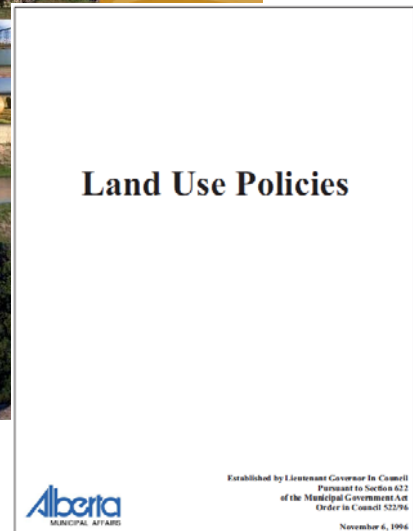 Land Use Policies
Established by Lieutenant Governor In Council
Pursuant to Section 622
of the Municipal Government Act
Order in Council 522/96
November 6, 1996
Alberta
MUNICIPAL AFFAIRS